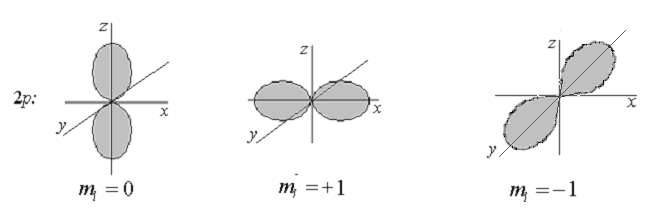 z
x
y
z
x
y
z
x
y
2p:
m_l = 0
m_l = +1
m_l = −1